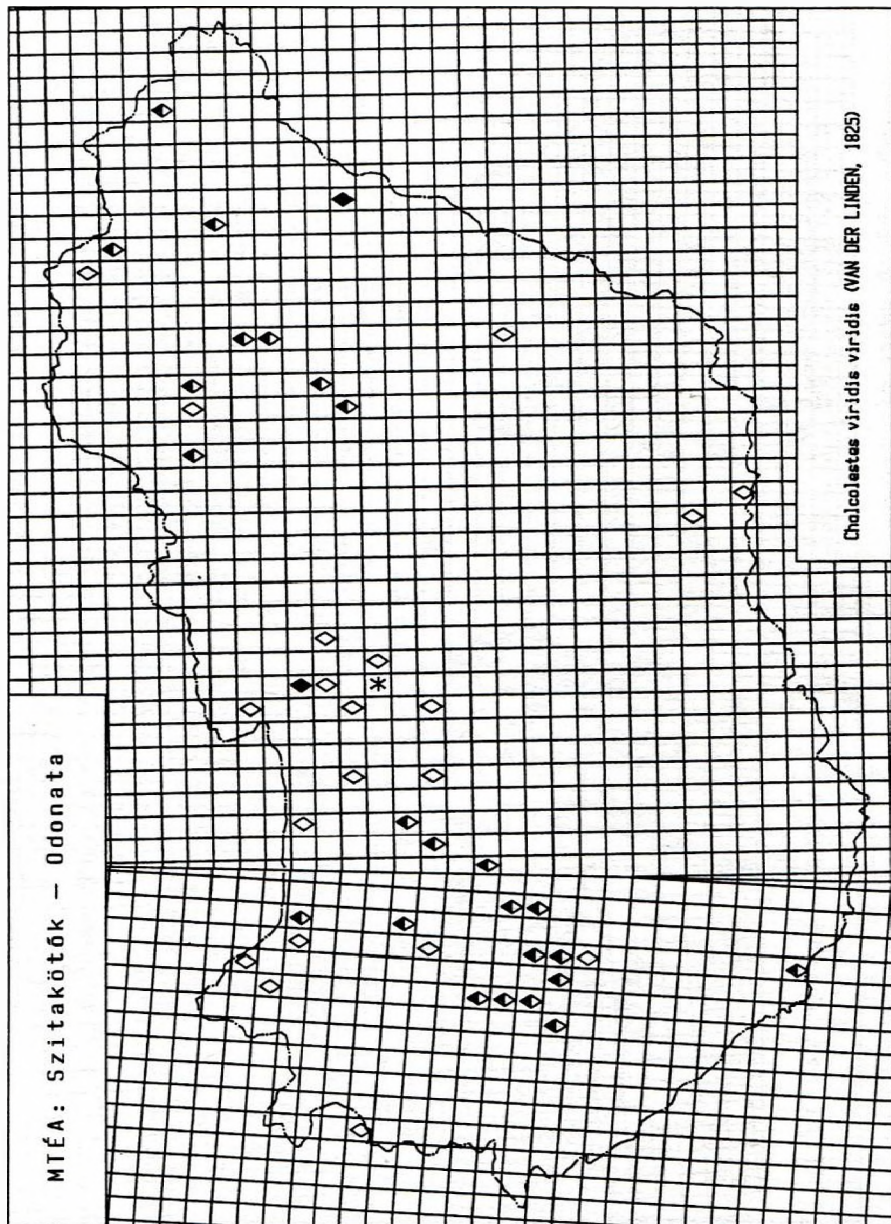 MTÉA: Szitakötők — Odonata
Chalcolestes viridis viridis (VAN DER LINDEN, 1825)